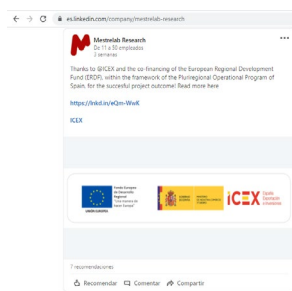 es.linkedin.com/company/mestrelab-research
Mestrelab Research
De 11 a 50 empleados
3 semanas
Thanks to @ICEX and the co-financing of the European Regional Development
Fund (ERDF), within the framework of the Pluriregional Operational Program of
Spain, for the succesful project outcome! Read more here
https://lnkd.in/eQm-WwK
ICEX
Fondo Europeo
de Desarrollo
Regional
UNIÓN EUROPEA
ICEX
España
Exportación
e Inversiones
7 recomendaciones
Recomendar Comentar Compartir